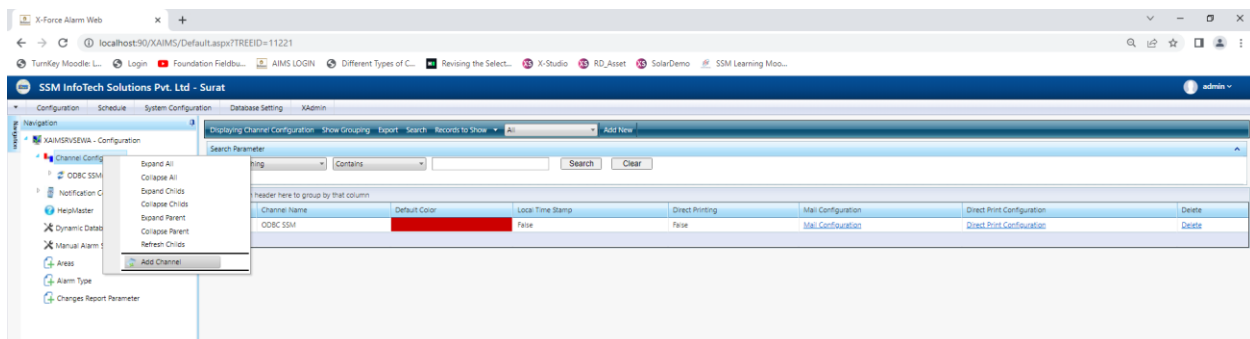 X-Force Alarm Web
localhost:90/XAIMS/Default.aspx?TREEID=11221
TurnKey Moodle: L... Login Foundation Fieldbu... AIMS LOGIN Different Types of C... Revising the Select... X-Studio RD_Asset SolarDemo SSM Learning Moo...
SSM InfoTech Solutions Pvt. Ltd - Surat admin
Configuration Schedule System Configuration Database Setting XAdmin
Navigation
Navigation
Displaying Channel Configuration Show Grouping Export Search Records to Show All Add New
XAIMSRVSEWA - Configuration
Search Parameter
Channel Config
hing Contains Search Clear
ODBC SSM
Notification C
HelpMaster
Dynamic Datab
Manual Alarm S
Areas
Alarm Type
Changes Report Parameter
Expand All
Collapse All
Expand Childs
Collapse Childs
Expand Parent
Collapse Parent
Refresh Childs
Add Channel
header here to group by that column
Channel Name Default Color Local Time Stamp Direct Printing Mail Configuration Direct Print Configuration Delete
ODBC SSM False False Mail Configuration Direct Print Configuration Delete